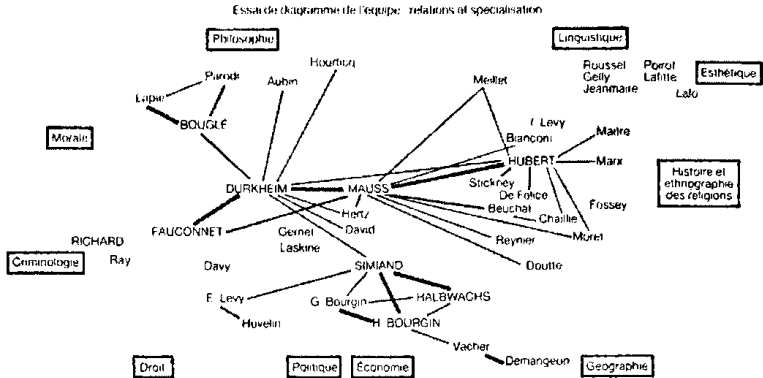 Essai de diagramme de l'équipe : relations et spécialisation
Philosophie
Linguistique
Parodi
Aubin
Hourticq
Meillet
Roussel
Gelly
Jeanmaire
Poirot
Lafitte
Lalo
Esthétique
Lapie
BOUGLÉ
I. Levy
Bianconi
Maitre
Morale
HUBERT
Marx
Histoire et
ethnographie
des religions
DURKHEIM
MAUSS
Stickney
De Felice
Hertz
Beuchat
Chaillie
Fossey
FAUCONNET
Gernet
David
Laskine
Reynier
Moret
RICHARD
Ray
Criminologie
Davy
SIMIAND
Doutte
E. Levy
G. Bourgin
HALBWACHS
Huvelin
H. BOURGIN
Vacher
Demangeon
Droit
Politique
Économie
Géographie